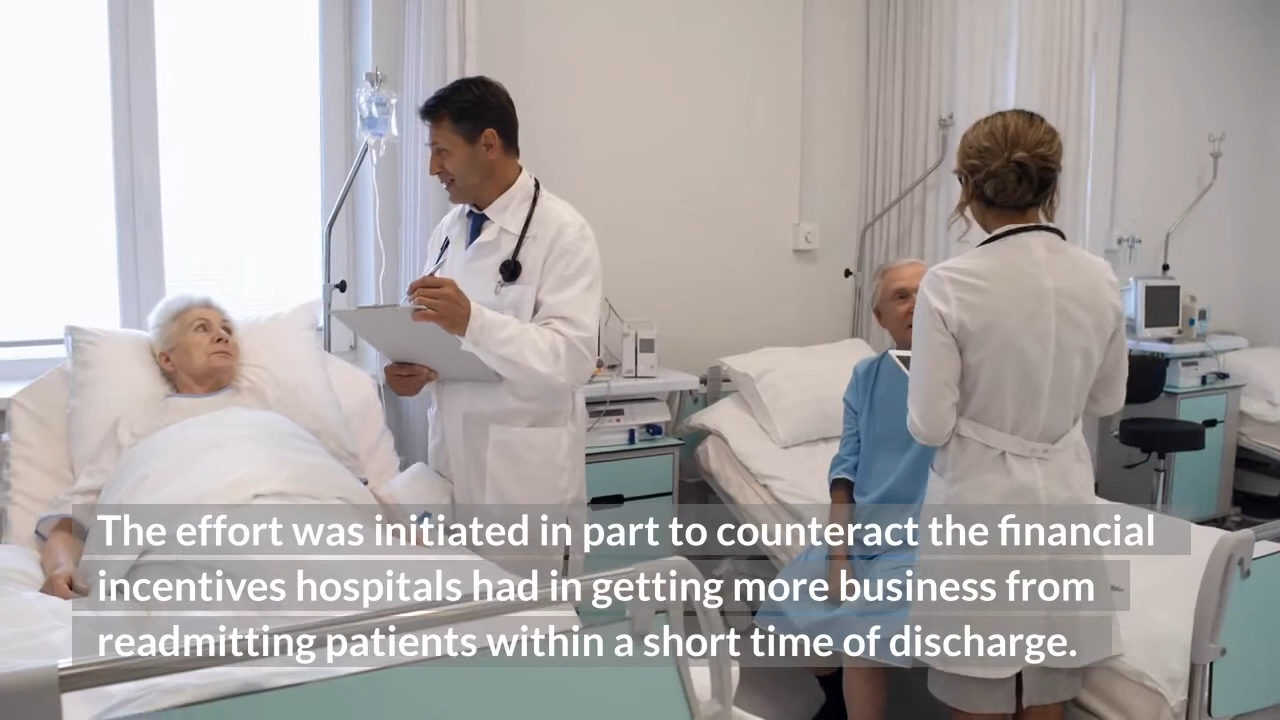 The effort was initiated in part to counteract the financial
incentives hospitals had in getting more business from
readmitting patients within a short time of discharge.